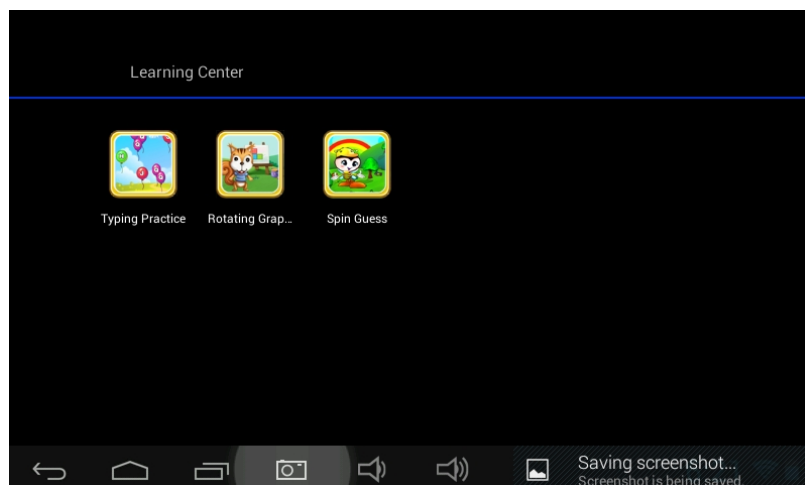 Learning Center
Typing Practice
Rotating Grap...
Spin Guess
Saving screenshot...
Screenshot is being saved.